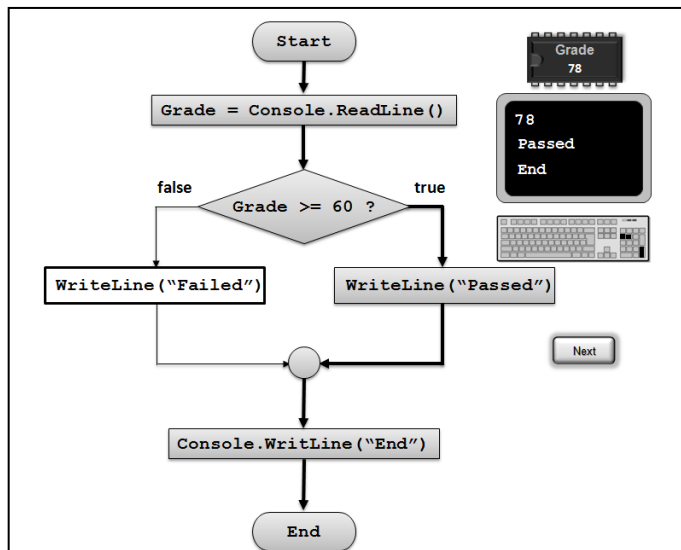 Start
Grade
78
Grade = Console.ReadLine()
78
Passed
End
false
true
Grade >= 60 ?
WriteLine(“Failed”)
WriteLine(“Passed”)
Next
Console.WritLine(“End”)
End